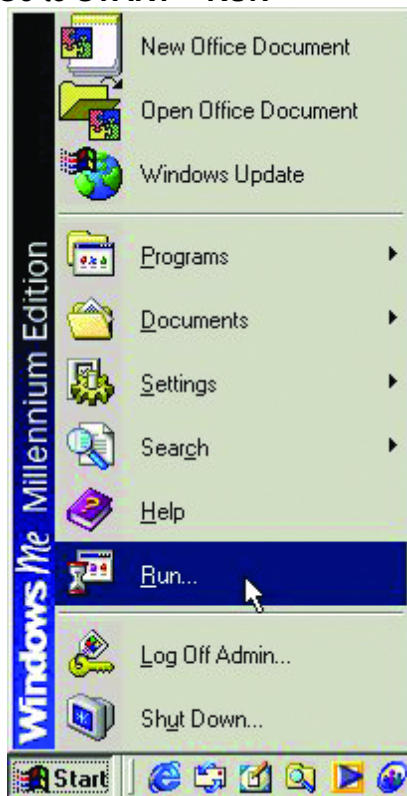 New Office Document
Open Office Document
Windows Update
Programs
Documents
Settings
Search
Help
Run...
Log Off Admin...
Shut Down...
Windows Me Millennium Edition
Start